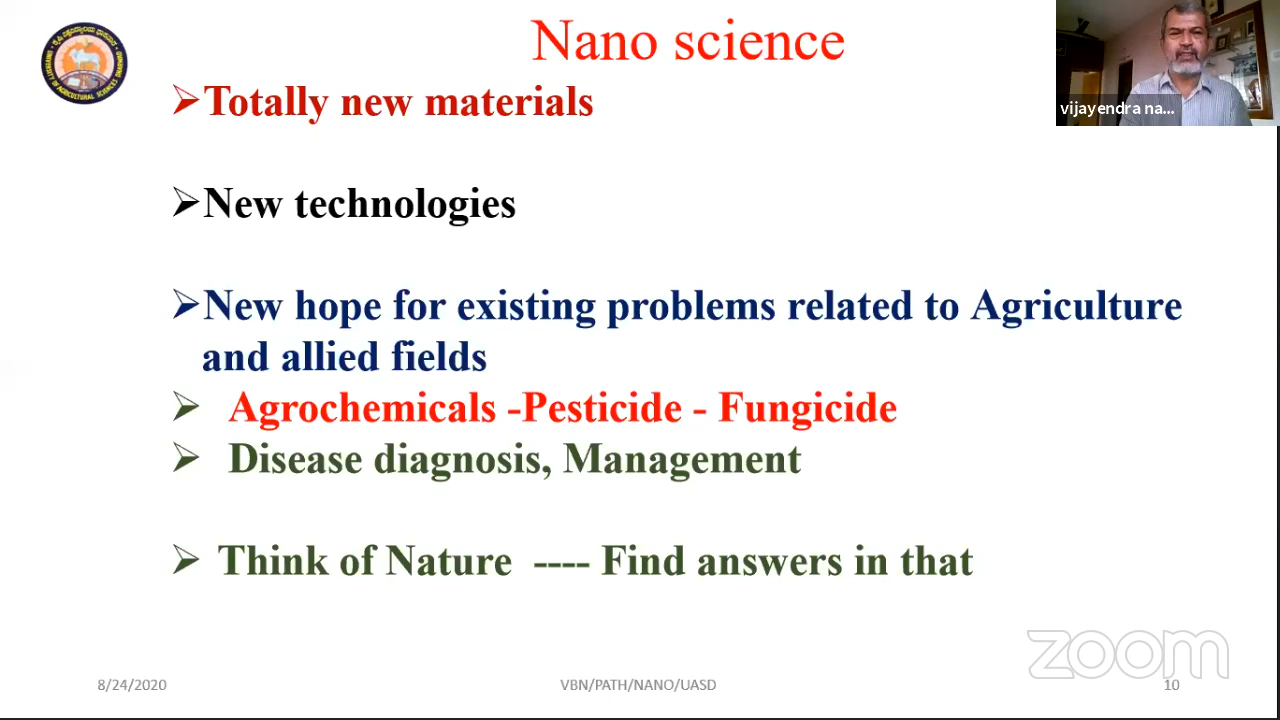 Nano science
➢Totally new materials
vijayendra na...
➢New technologies
➢New hope for existing problems related to Agriculture
and allied fields
➢ Agrochemicals -Pesticide - Fungicide
➢ Disease diagnosis, Management
➢ Think of Nature ---- Find answers in that
zoom
8/24/2020
VBN/PATH/NANO/UASD
10